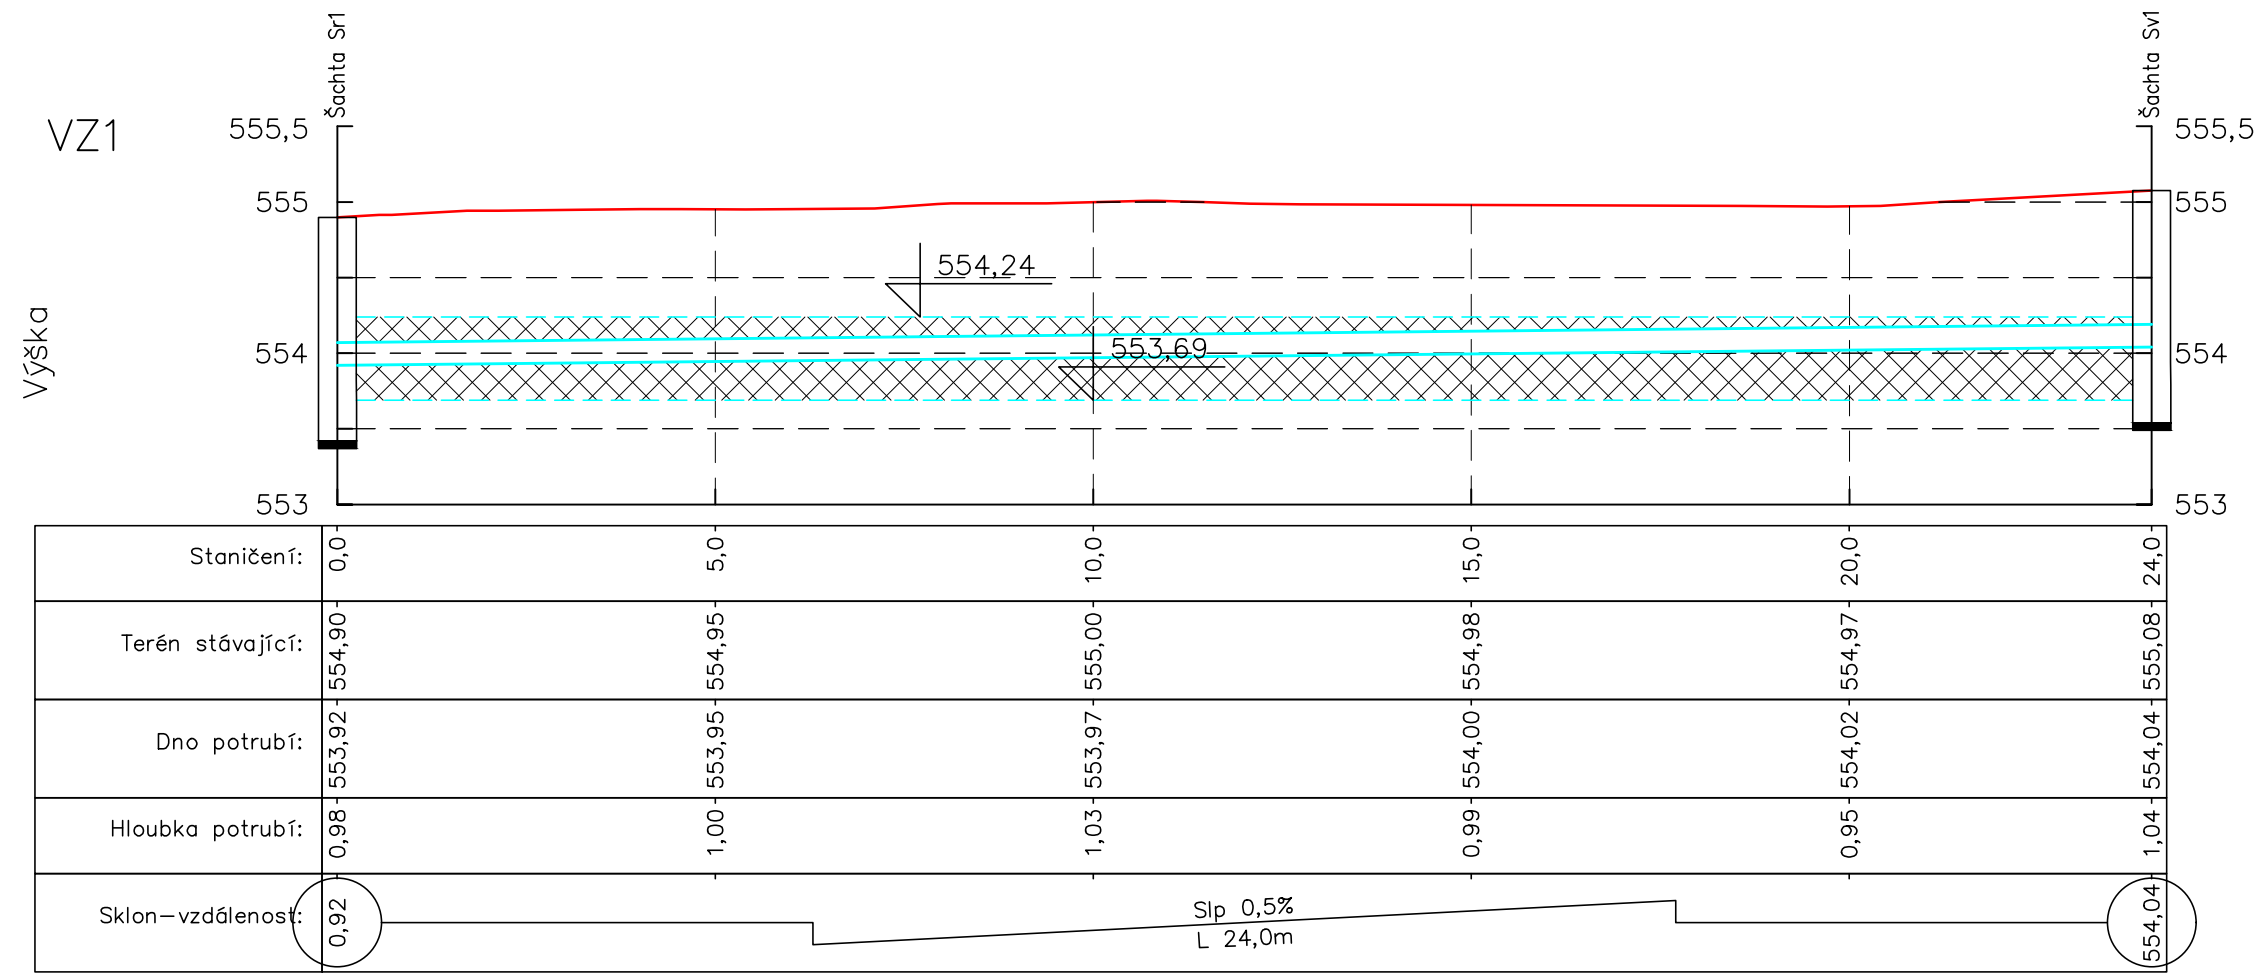 Šachta Sr1
Šachta Sv1
VZ1
555,5
555,5
555
555
554,24
Výška
554
553,69
554
553
553
Staničení: 0,0 5,0 10,0 15,0 20,0 24,0
Terén stávající: 554,90 554,95 555,00 554,98 554,97 555,08
Dno potrubí: 553,92 553,95 553,97 554,00 554,02 554,04
Hloubka potrubí: 0,98 1,00 1,03 0,99 0,95 1,04
Sklon-vzdálenost: 0,92 Slp 0,5% 554,04
L 24,0m